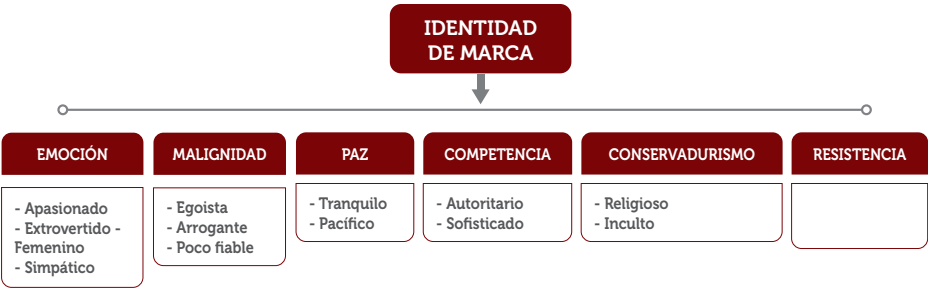 IDENTIDAD
DE MARCA
EMOCIÓN
- Apasionado
- Extrovertido -
Femenino
- Simpático
MALIGNIDAD
- Egoista
- Arrogante
- Poco fiable
PAZ
- Tranquilo
- Pacífico
COMPETENCIA
- Autoritario
- Sofisticado
CONSERVADURISMO
- Religioso
- Inculto
RESISTENCIA